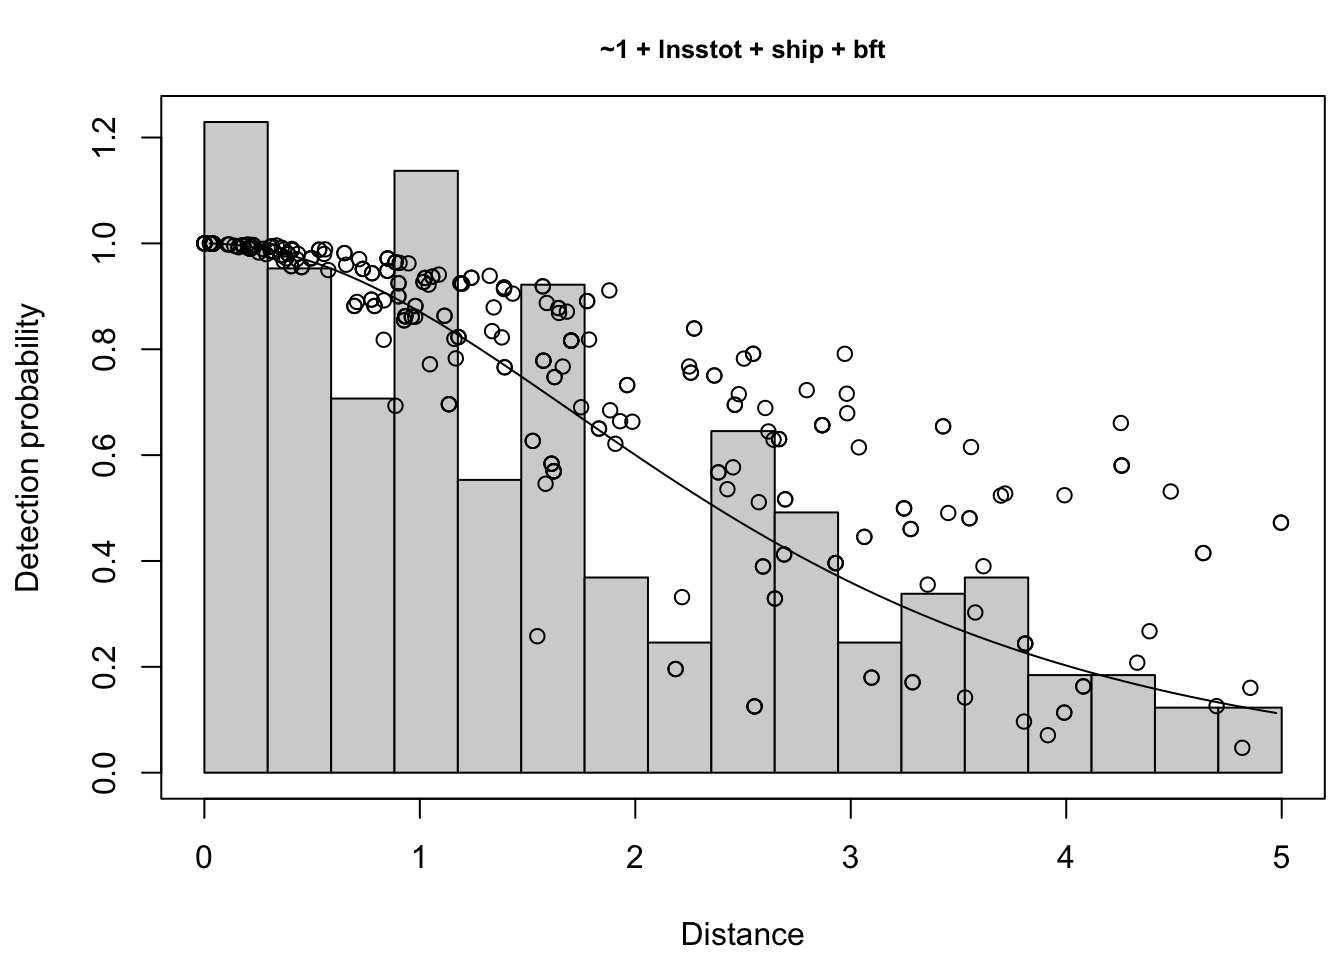 ~1 + lnsstot + ship + bft
Detection probability
1.2
1.0
0.8
0.6
0.4
0.2
0.0
0 1 2 3 4 5
Distance